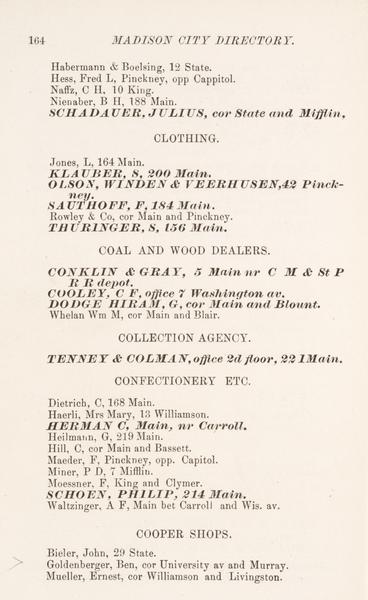 164 MADISON CITY DIRECTORY.
Habermann & Boelsing, 12 State.
Hess, Fred L, Pinckney, opp Cappitol.
Naffz, C H, 10 King.
Nienaber, B H, 188 Main.
SCHADAUER, JULIUS, cor State and Mifflin,
CLOTHING.
Jones, L, 164 Main.
KLAUBER, S, 200 Main.
OLSON, WINDEN & VEERHUSEN, 42 Pinck-
ney.
SAUTHOFF, F, 184 Main.
Rowley & Co, cor Main and Pinckney.
THURINGER, S, 156 Main.
COAL AND WOOD DEALERS.
CONKLIN & GRAY, 5 Main nr C M & St P
R R depot.
COOLEY, C F, office 7 Washington av.
DODGE HIRAM, G, cor Main and Blount.
Whelan Wm M, cor Main and Blair.
COLLECTION AGENCY.
TENNEY & COLMAN, office 2d floor, 221 Main.
CONFECTIONERY ETC.
Dietrich, C, 168 Main.
Haerli, Mrs Mary, 13 Williamson.
HERMAN C, Main, nr Carroll.
Heilmann, G, 219 Main.
Hill, C, cor Main and Bassett.
Maeder, F, Pinckney, opp. Capitol.
Miner, P D, 7 Mifflin.
Moessner, F, King and Clymer.
SCHOEN, PHILIP, 214 Main.
Waltzinger, A F, Main bet Carroll and Wis. av.
COOPER SHOPS.
Bieler, John, 29 State.
Goldenberger, Ben, cor University av and Murray.
Mueller, Ernest, cor Williamson and Livingston.